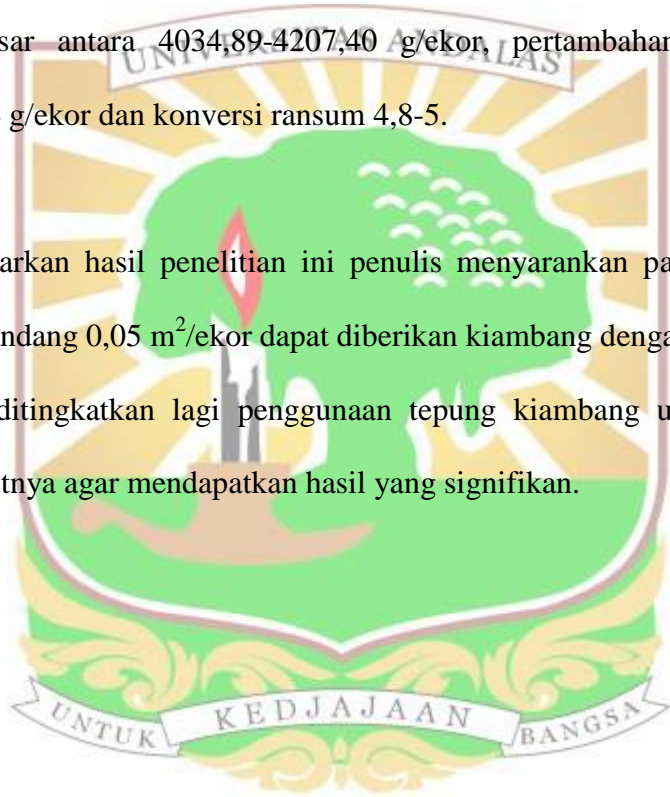 sar antara 4034,89-4207,40 g/ekor, pertambahan
UNIVERSITAS ANDALAS
g/ekor dan konversi ransum 4,8-5.
arkan hasil penelitian ini penulis menyarankan pa
ndang 0,05 m²/ekor dapat diberikan kiambang denga
ditingkatkan lagi penggunaan tepung kiambang u
tnya agar mendapatkan hasil yang signifikan.
UNTUK KEDJAJAAN BANGSA